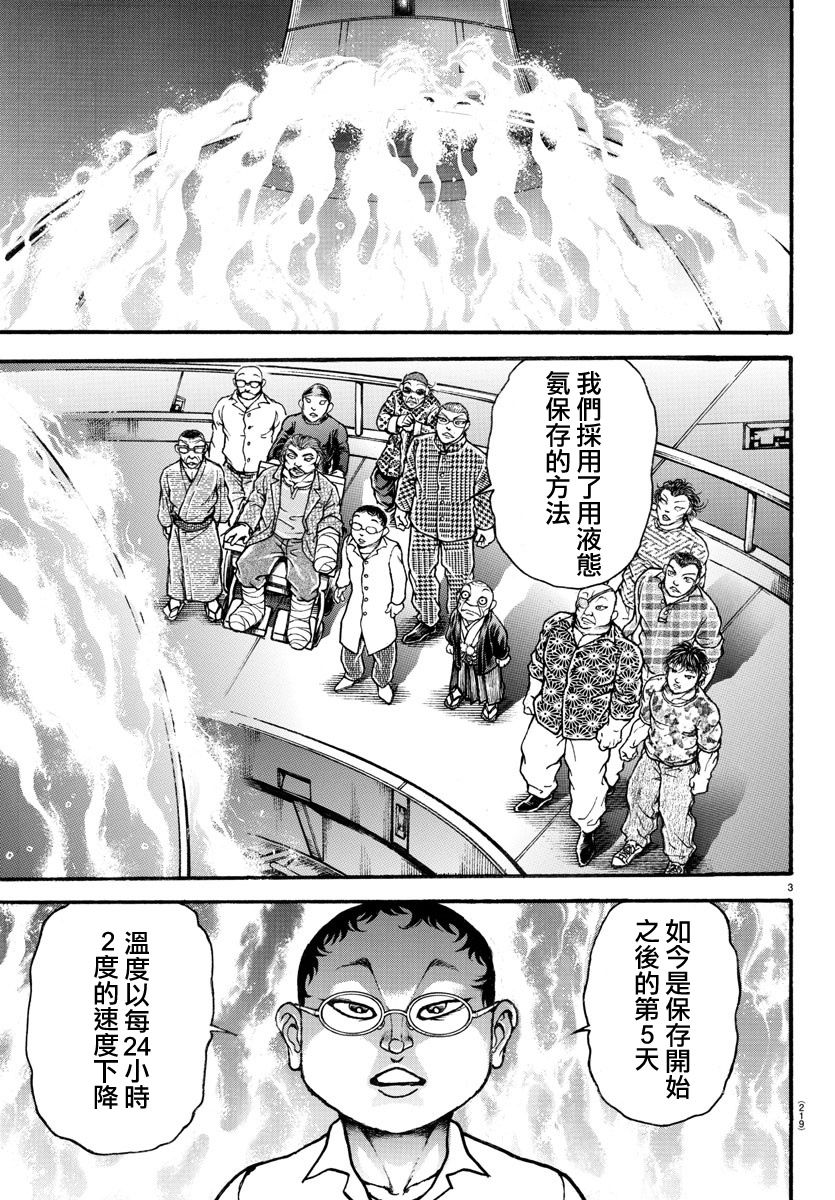 我們採用了用液態
氨保存的方法
3
如今是保存開始
之後的第5天
溫度以每24小時
2度的速度下降
(219)